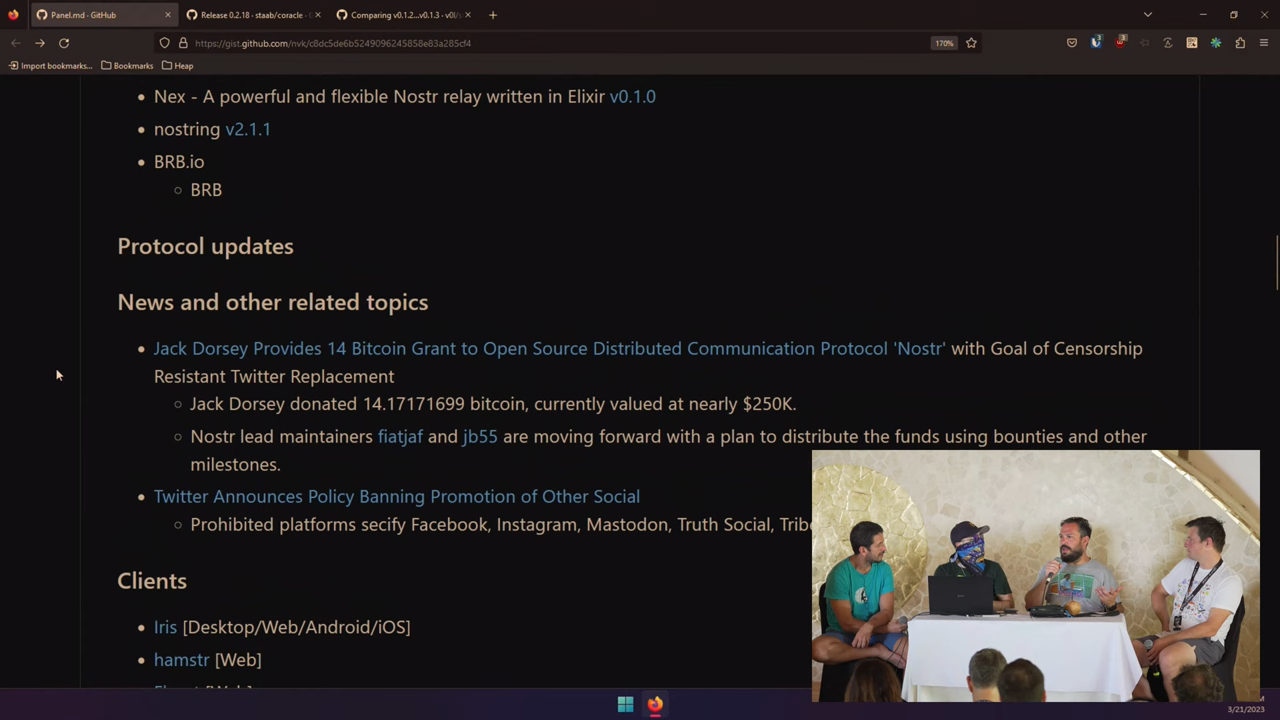 Panel.md - GitHub
Release 0.2.18 - staab/coracle -
Comparing v0.1.2...v0.1.3 - v0l/s
https://gist.github.com/nvk/c8dc5de6b5249096245858e83a285cf4
170%
3
3
Import bookmarks...
Bookmarks
Heap
Nex - A powerful and flexible Nostr relay written in Elixir v0.1.0
nostring v2.1.1
BRB.io
BRB
Protocol updates
News and other related topics
Jack Dorsey Provides 14 Bitcoin Grant to Open Source Distributed Communication Protocol 'Nostr' with Goal of Censorship
Resistant Twitter Replacement
Jack Dorsey donated 14.17171699 bitcoin, currently valued at nearly $250K.
Nostr lead maintainers fiatjaf and jb55 are moving forward with a plan to distribute the funds using bounties and other
milestones.
Twitter Announces Policy Banning Promotion of Other Social
Prohibited platforms secify Facebook, Instagram, Mastodon, Truth Social, Tribe
Clients
Iris [Desktop/Web/Android/iOS]
hamstr [Web]
3/21/2023